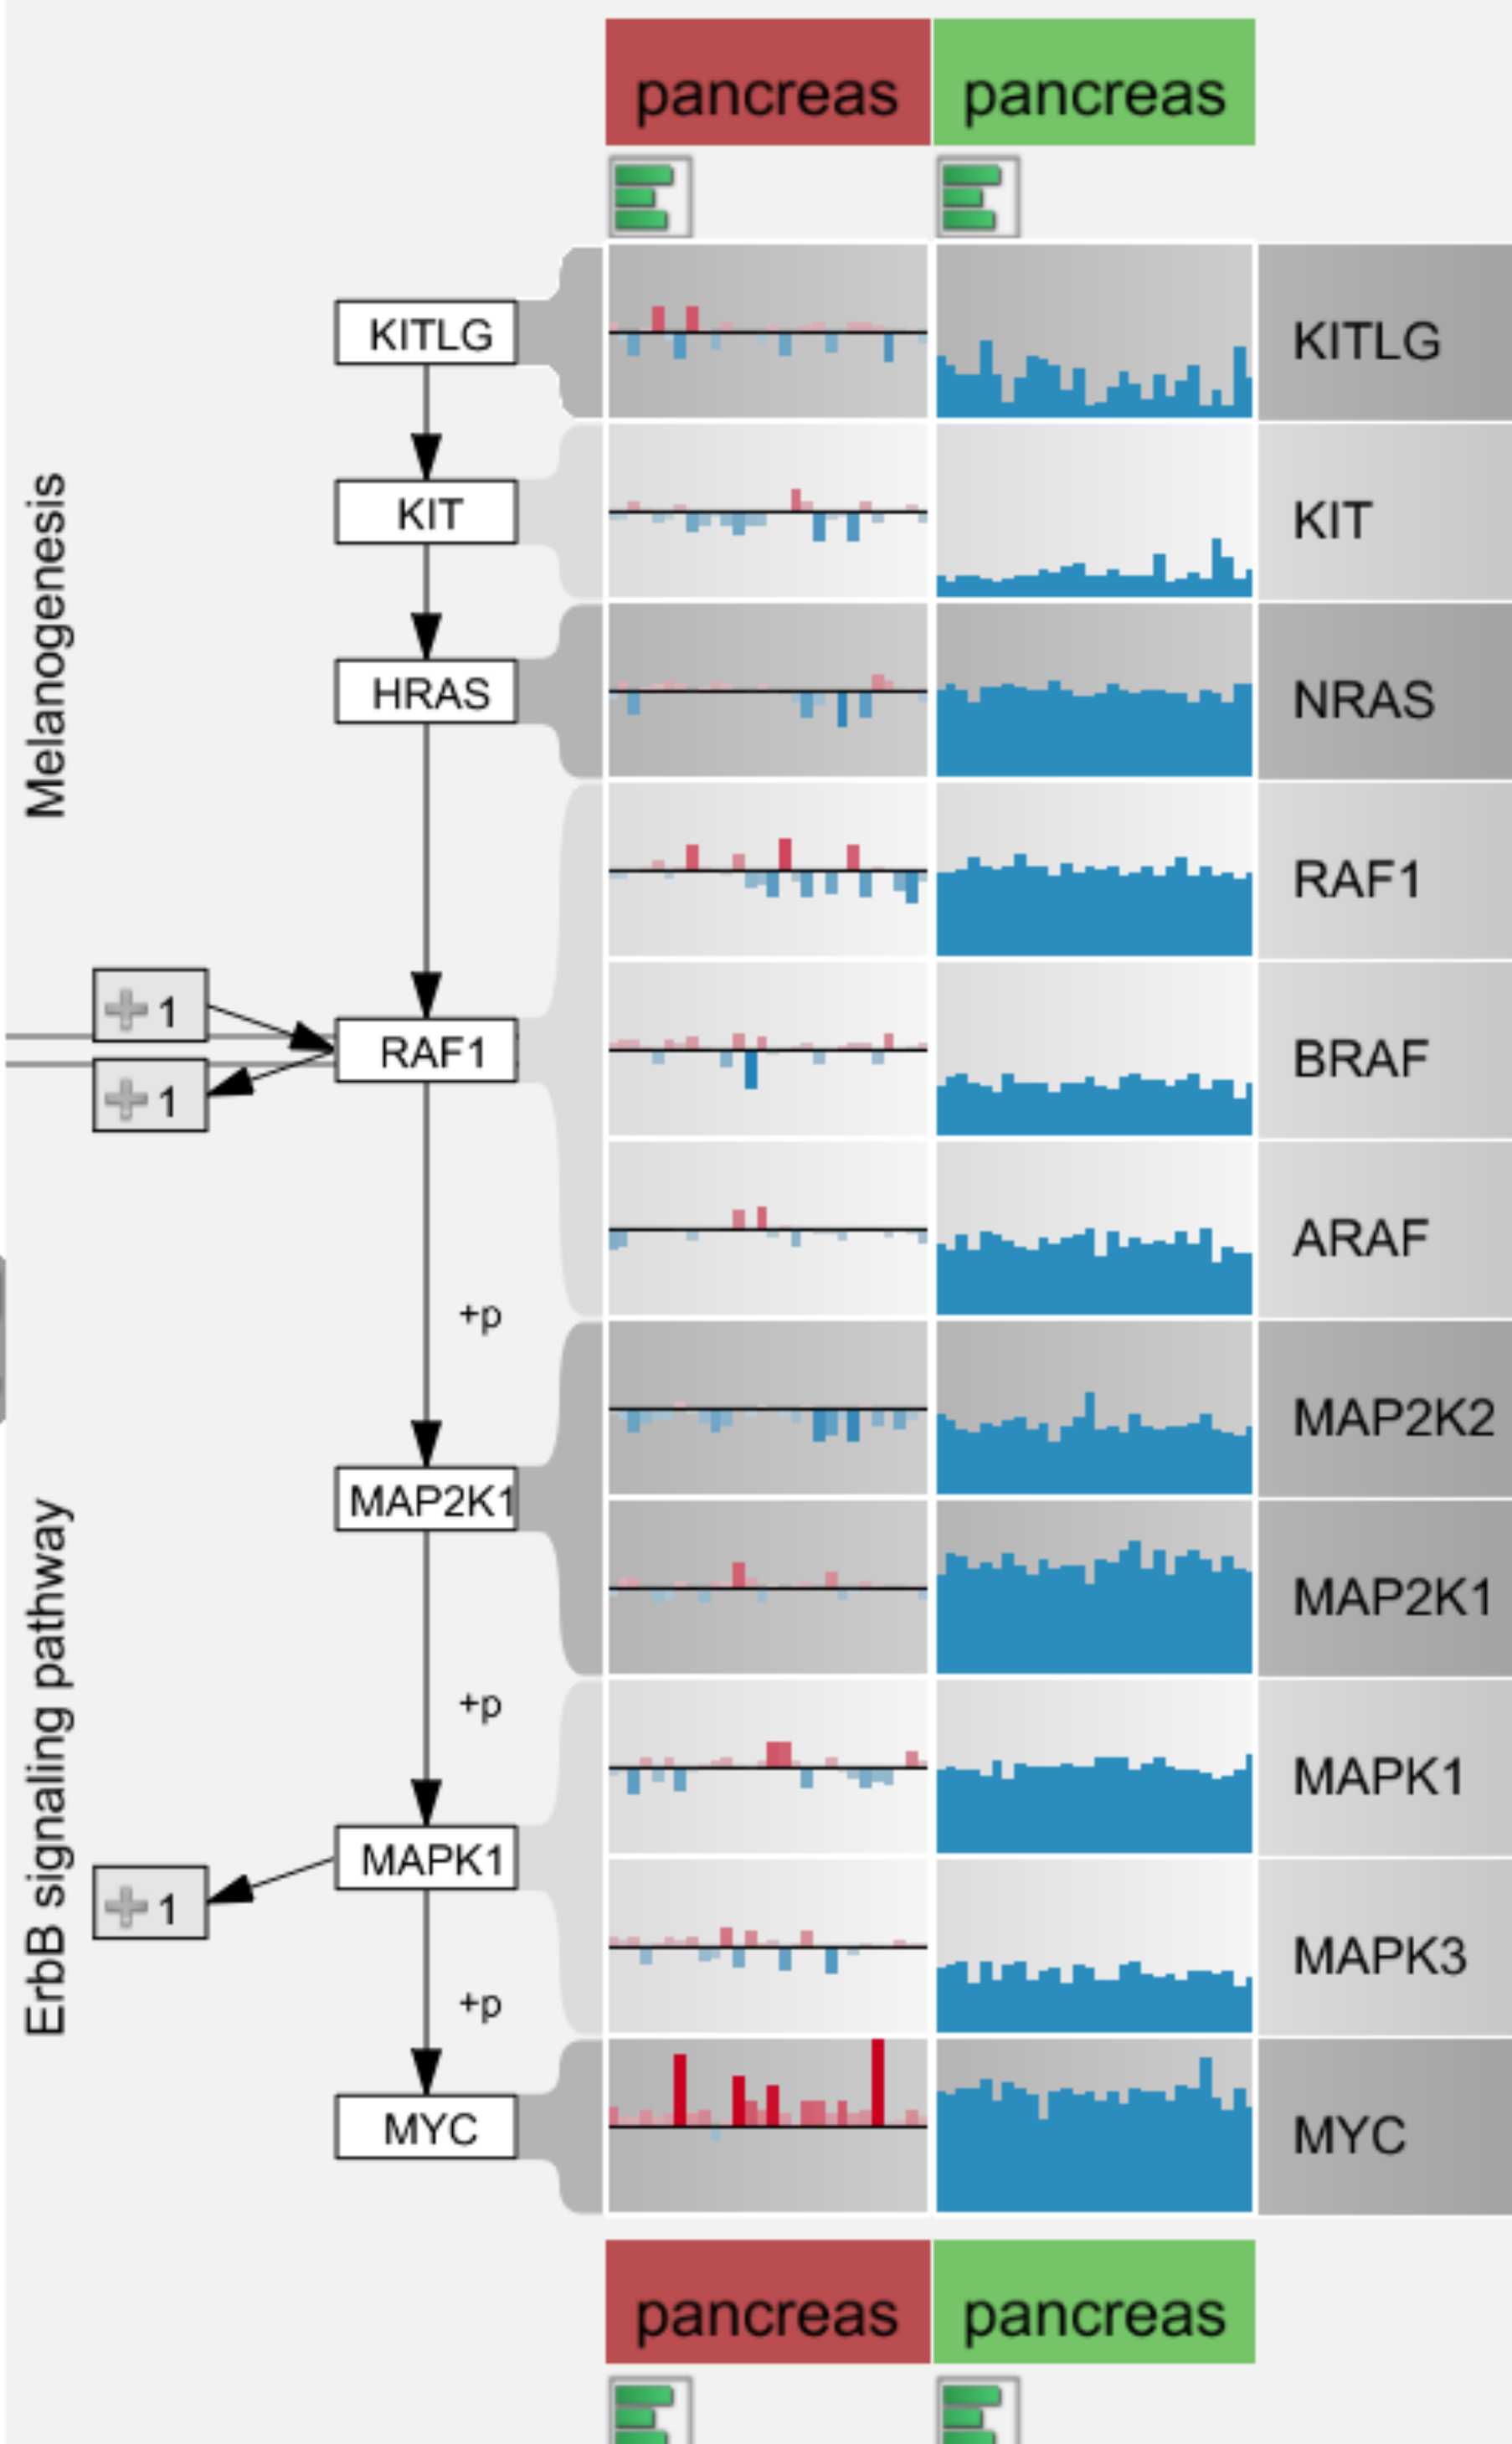 pancreas pancreas
KITLG KITLG
KIT KIT
HRAS NRAS
Melanogenesis
RAF1
+ 1
RAF1 BRAF
+ 1
ARAF
+p
MAP2K2
MAP2K1 MAP2K1
ErbB signaling pathway
+p
MAPK1
MAPK1
+ 1
MAPK3
+p
MYC MYC
pancreas pancreas